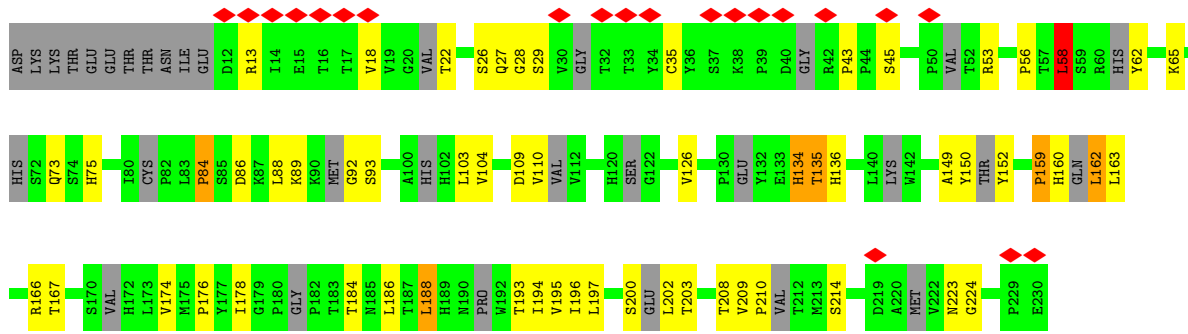 ASP LYS LYS THR GLU GLU THR THR ASN ILE GLU D12 R13 I14 E15 T16 T17 V18 V19 G20 VAL T22 S26 Q27 G28 S29 V30 GLY T32 T33 Y34 C35 Y36 S37 K38 P39 D40 GLY R42 P43 P44 S45 P50 VAL T52 R53 P56 T57 L58 S59 R60 HIS Y62 K65
HIS S72 Q73 S74 H75 I80 CYS P82 L83 P84 S85 D86 K87 L88 K89 K90 MET G92 S93 A100 HIS H102 L103 V104 D109 V110 VAL V112 H120 SER G122 V126 P130 GLU Y132 E133 H134 T135 H136 L140 LYS W142 A149 Y150 THR Y152 P159 H160 GLN L162 L163
R166 T167 S170 VAL H172 L173 V174 M175 P176 Y177 I178 G179 P180 GLY P182 T183 T184 N185 L186 T187 L188 H189 N190 PRO W192 T193 I194 V195 I196 L197 S200 GLU L202 T203 T208 V209 P210 VAL T212 M213 S214 D219 A220 MET V222 N223 G224 P229 E230